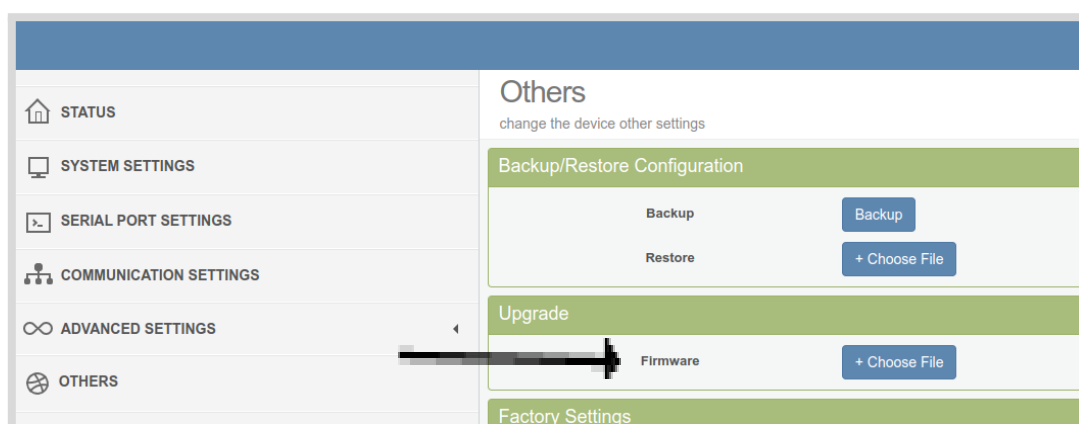 STATUS
SYSTEM SETTINGS
SERIAL PORT SETTINGS
COMMUNICATION SETTINGS
ADVANCED SETTINGS
OTHERS
Others
change the device other settings
Backup/Restore Configuration
Backup Backup
Restore + Choose File
Upgrade
Firmware + Choose File
Factory Settings